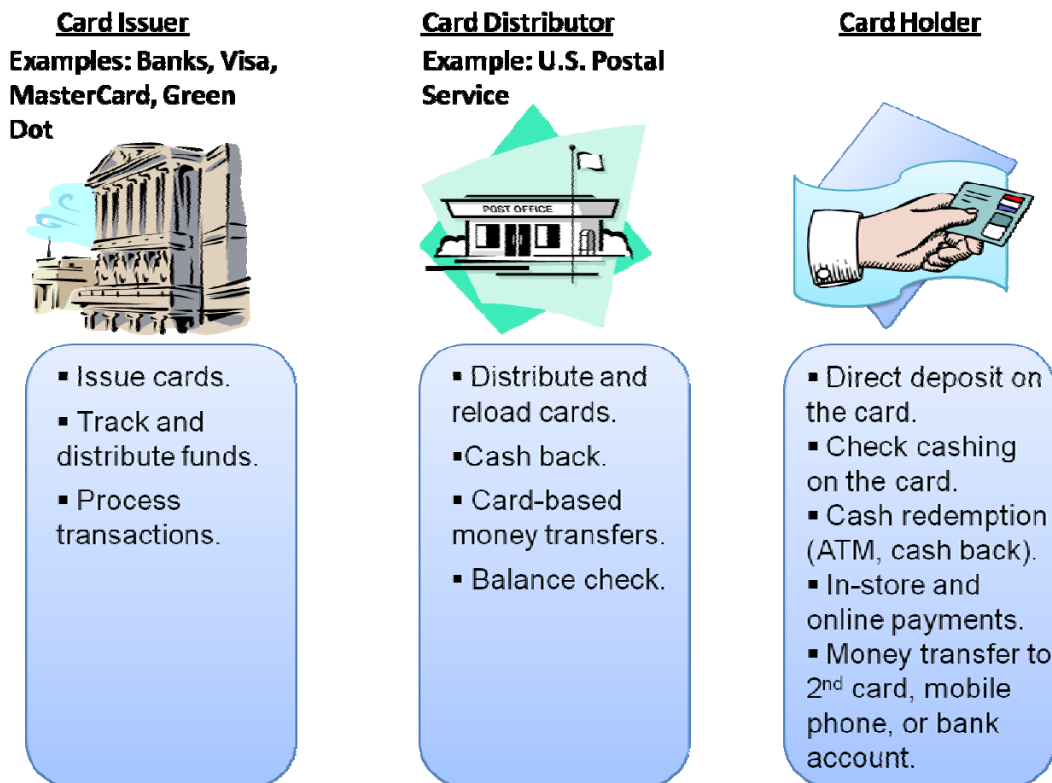 Card Issuer
Examples: Banks, Visa,
MasterCard, Green
Dot
▪ Issue cards.
▪ Track and
distribute funds.
▪ Process
transactions.
Card Distributor
Example: U.S. Postal
Service
POST OFFICE
▪ Distribute and
reload cards.
▪Cash back.
▪ Card-based
money transfers.
▪ Balance check.
Card Holder
▪ Direct deposit on
the card.
▪ Check cashing
on the card.
▪ Cash redemption
(ATM, cash back).
▪ In-store and
online payments.
▪ Money transfer to
2nd card, mobile
phone, or bank
account.